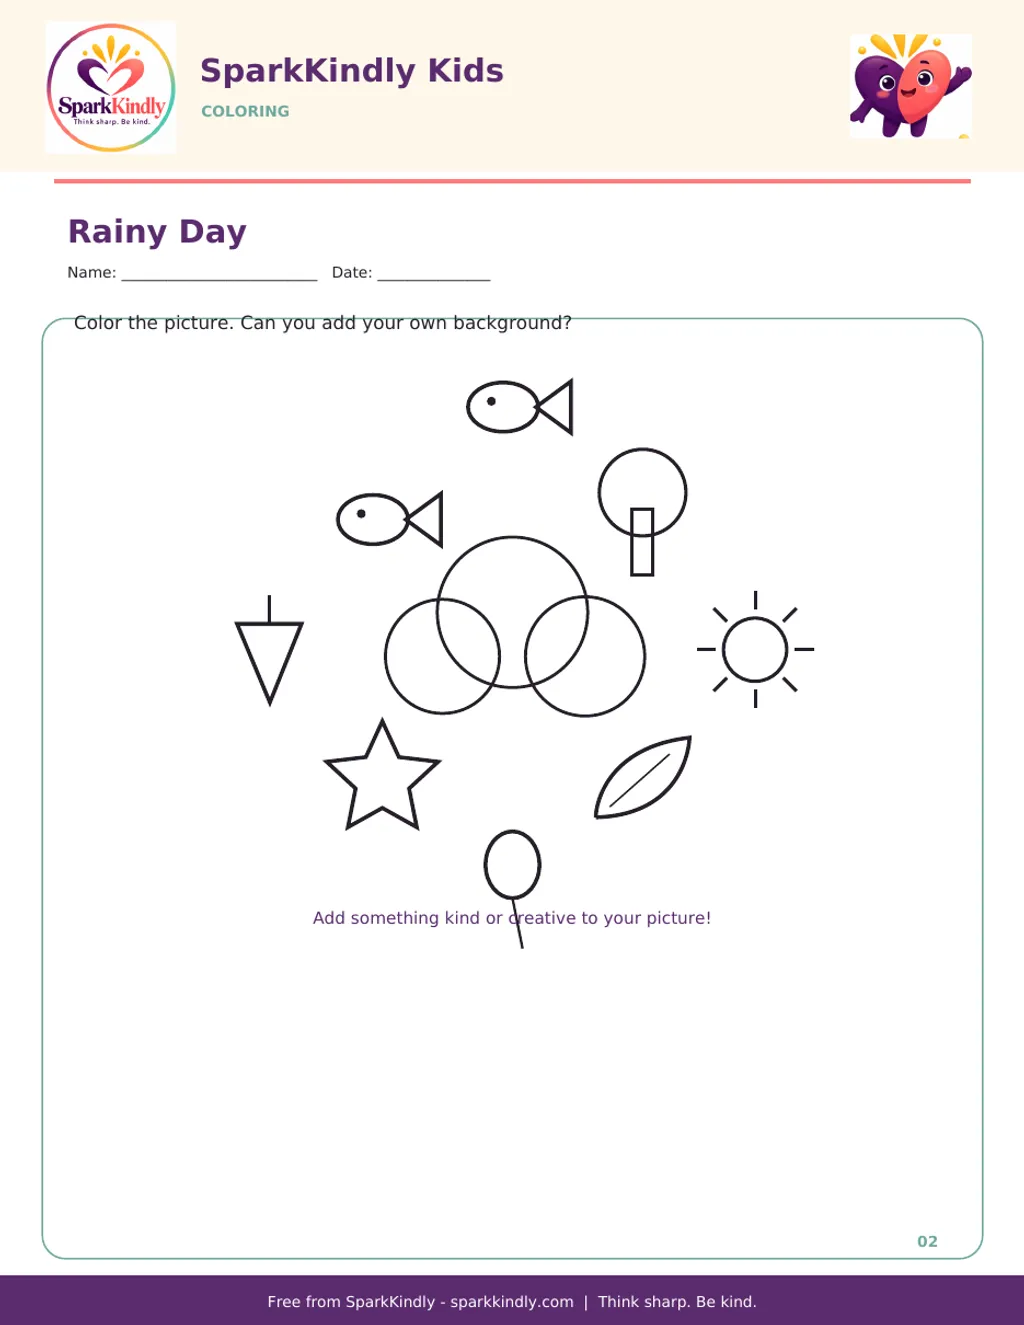 SparkKindly
Think sharp. Be kind.
SparkKindly Kids
COLORING
Rainy Day
Name: __________________________ Date: _______________
Color the picture. Can you add your own background?
Add something kind or creative to your picture!
02
Free from SparkKindly - sparkkindly.com | Think sharp. Be kind.